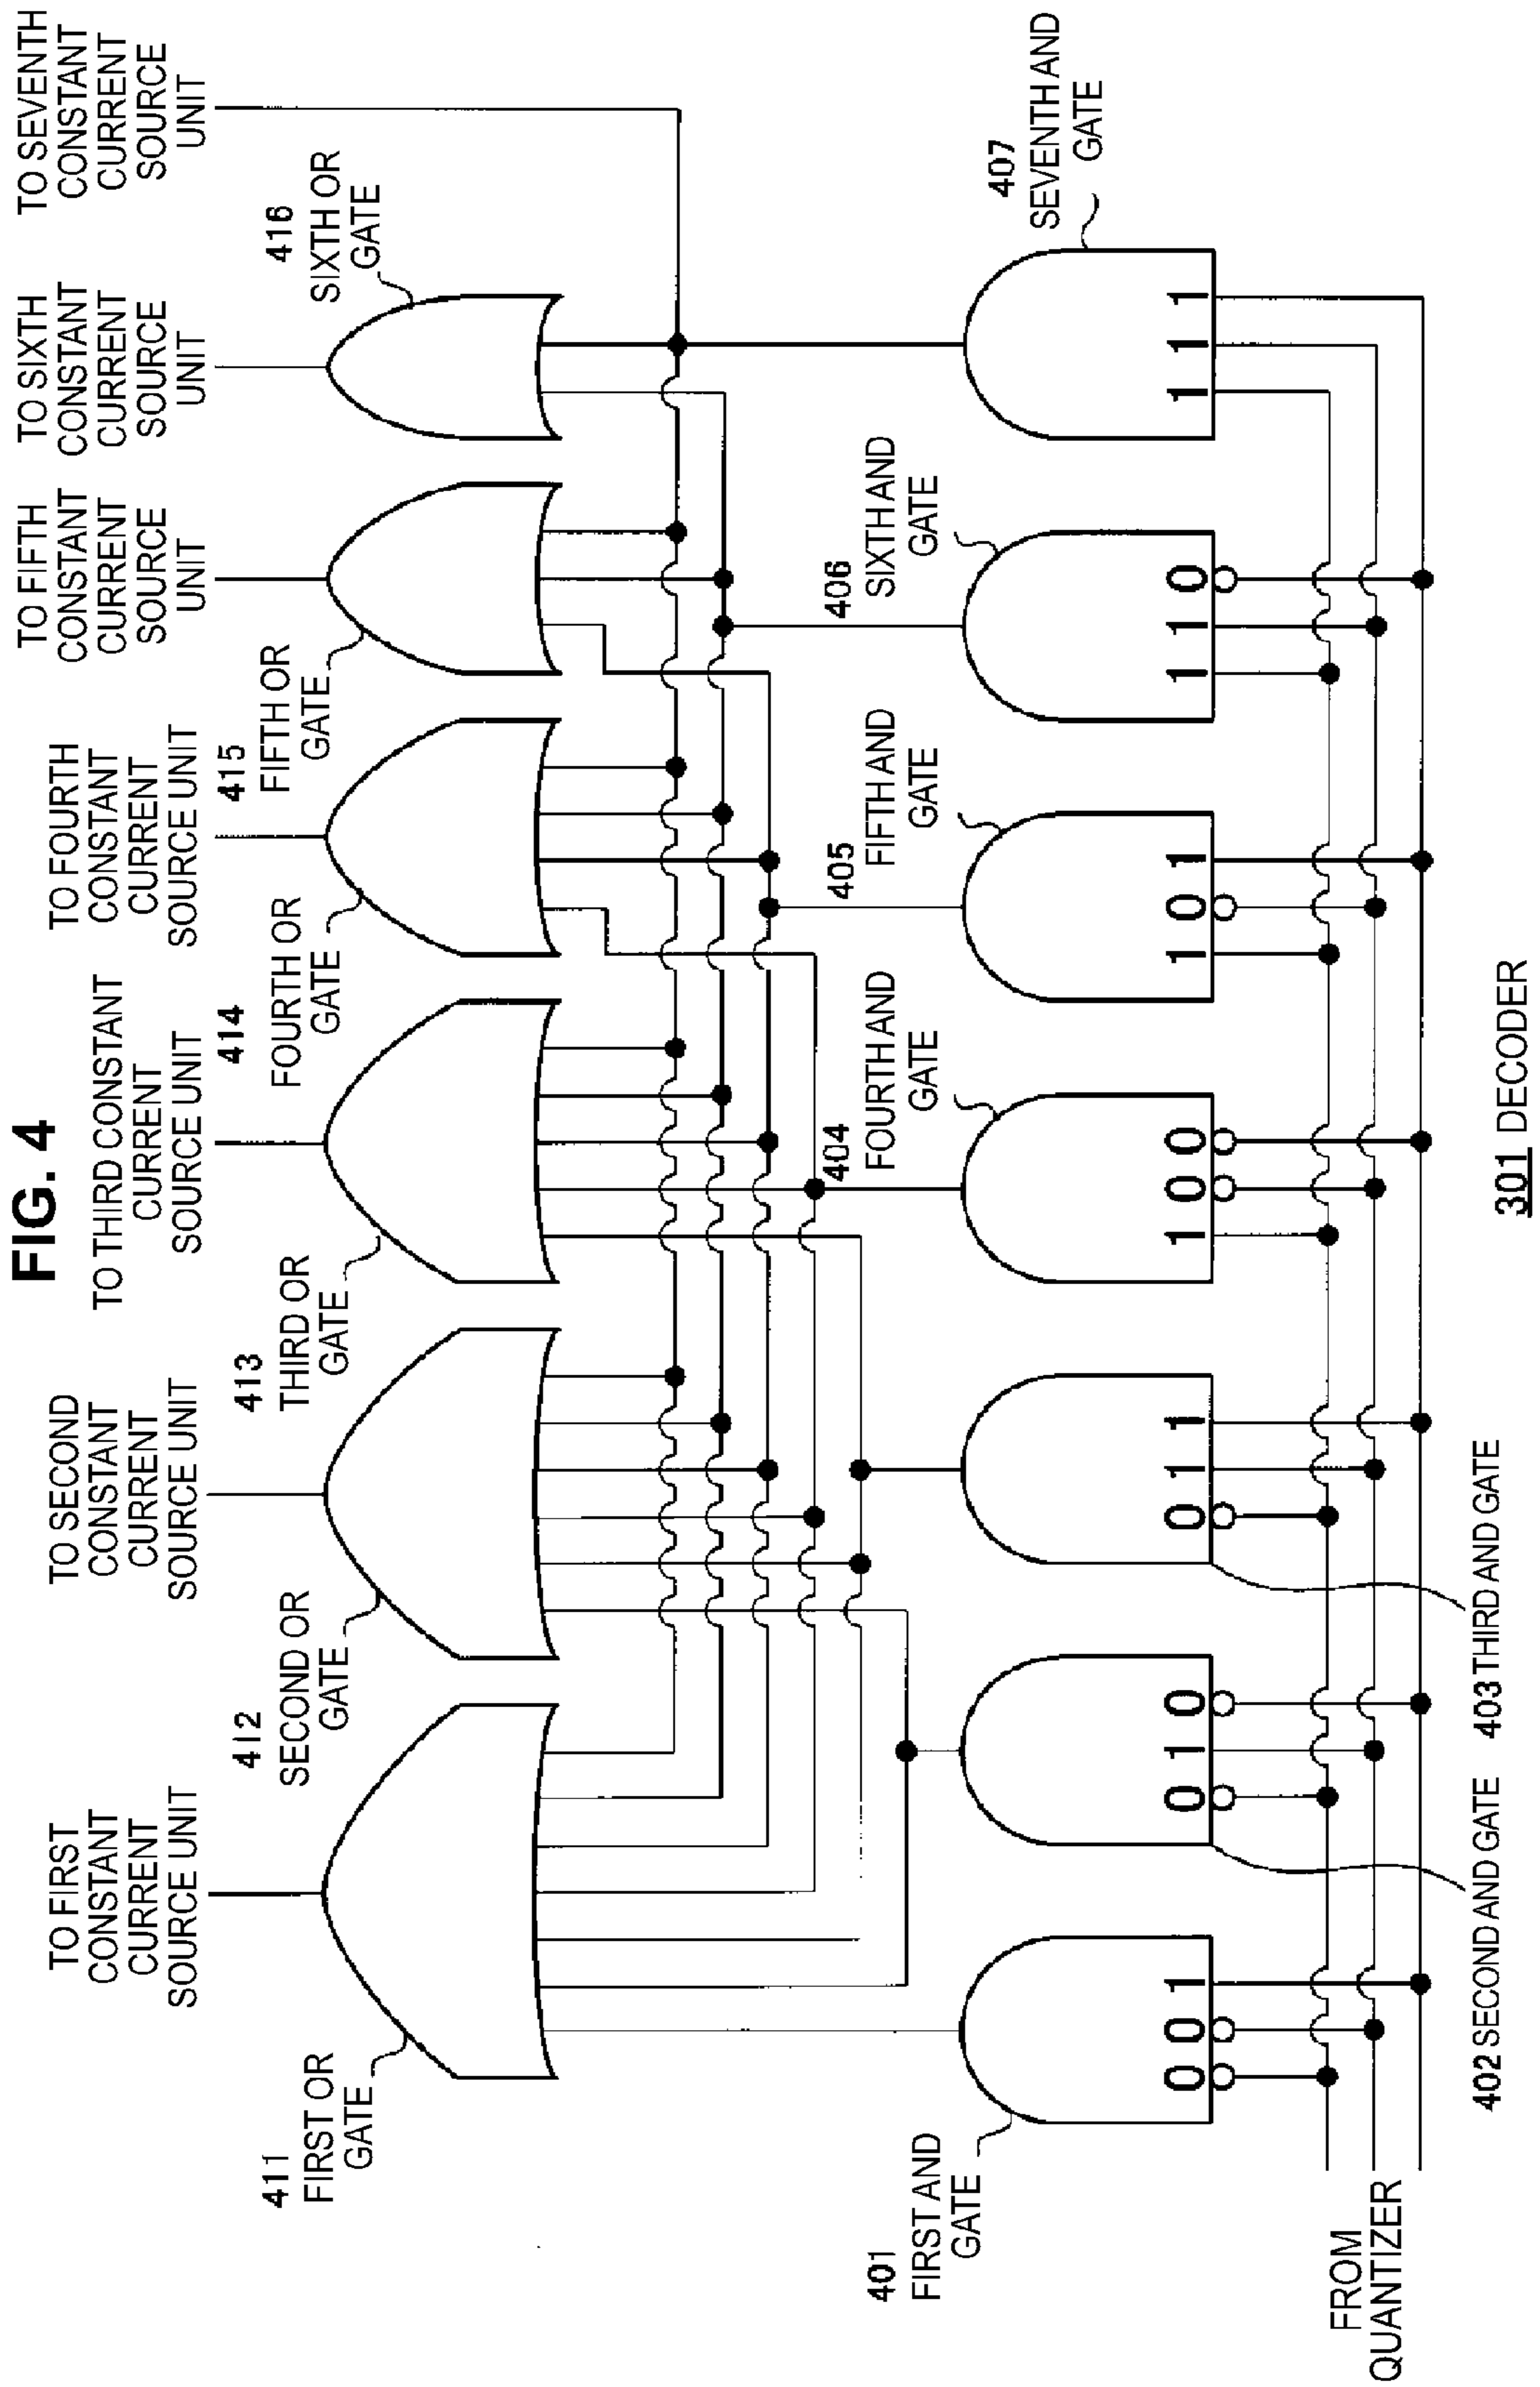 FIG. 4
TO FIRST
CONSTANT
CURRENT
SOURCE UNIT
TO SECOND
CONSTANT
CURRENT
SOURCE UNIT
TO THIRD CONSTANT
CURRENT
SOURCE UNIT
TO FOURTH
CONSTANT
CURRENT
SOURCE UNIT
TO FIFTH
CONSTANT
CURRENT
SOURCE
UNIT
TO SIXTH
CONSTANT
CURRENT
SOURCE
UNIT
TO SEVENTH
CONSTANT
CURRENT
SOURCE
UNIT
411
FIRST OR
GATE
412
SECOND OR
GATE
413
THIRD OR
GATE
414
FOURTH OR
GATE
415
FIFTH OR
GATE
416
SIXTH OR
GATE
401
FIRST AND
GATE
404
FOURTH AND
GATE
405
FIFTH AND
GATE
406
SIXTH AND
GATE
407
SEVENTH AND
GATE
0 0 1
0 1 0
0 1 1
1 0 0
1 0 1
1 1 0
1 1 1
FROM
QUANTIZER
402 SECOND AND GATE
403 THIRD AND GATE
301 DECODER